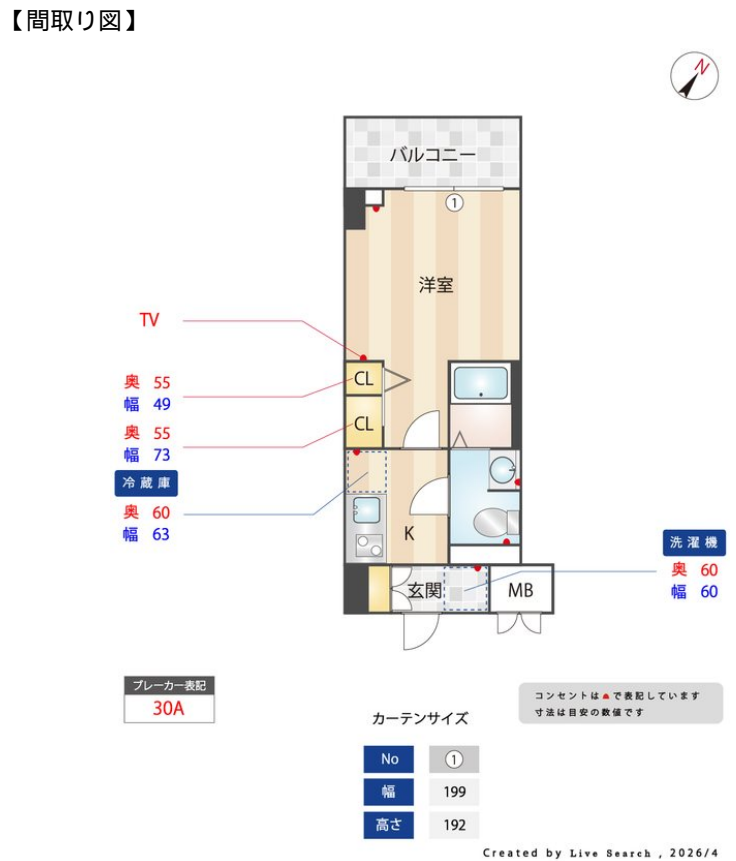 【間取り図】
N
バルコニー
①
洋室
TV
CL
奥 55
幅 49
CL
奥 55
幅 73
冷蔵庫
奥 60
幅 63
K
洗濯機
奥 60
幅 60
玄関
MB
ブレーカー表記
30A
コンセントは で表記しています
寸法は目安の数値です
カーテンサイズ
No ①
幅 199
高さ 192
Created by Live Search , 2026/4